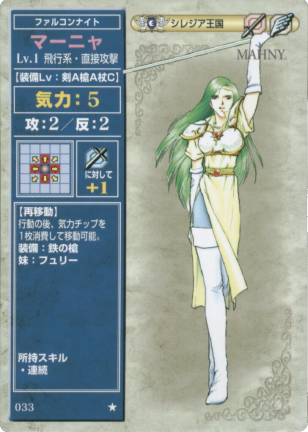 ファルコンナイト
マーニャ
Lv.1 飛行系・直接攻撃
【装備Lv：剣A槍A杖C】
気力：5
攻：2／反：2
に対して
+1
【再移動】
行動の後、気力チップを
1枚消費して移動可能。
装備：鉄の槍
妹：フュリー
所持スキル
・連続
033
★
シレジア王国
MAHNY.